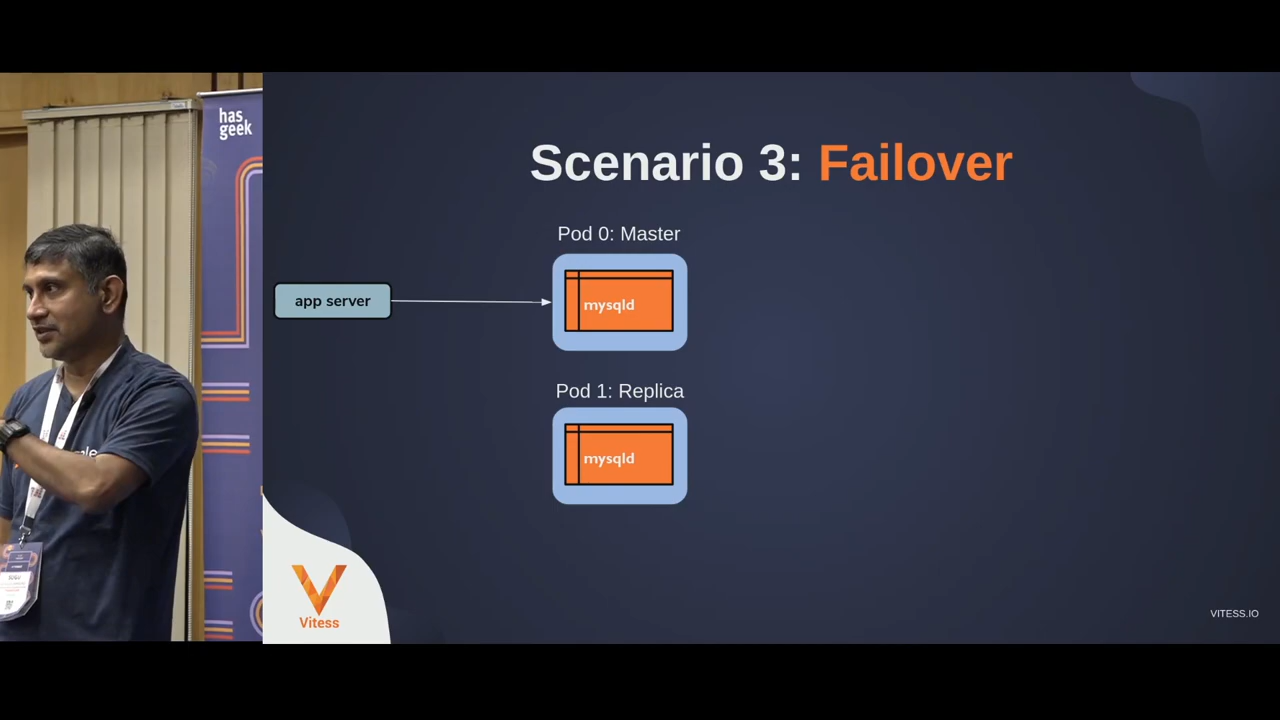 has
geek
Scenario 3: Failover
Pod 0: Master
app server
mysqld
Pod 1: Replica
mysqld
Vitess
VITESS.IO